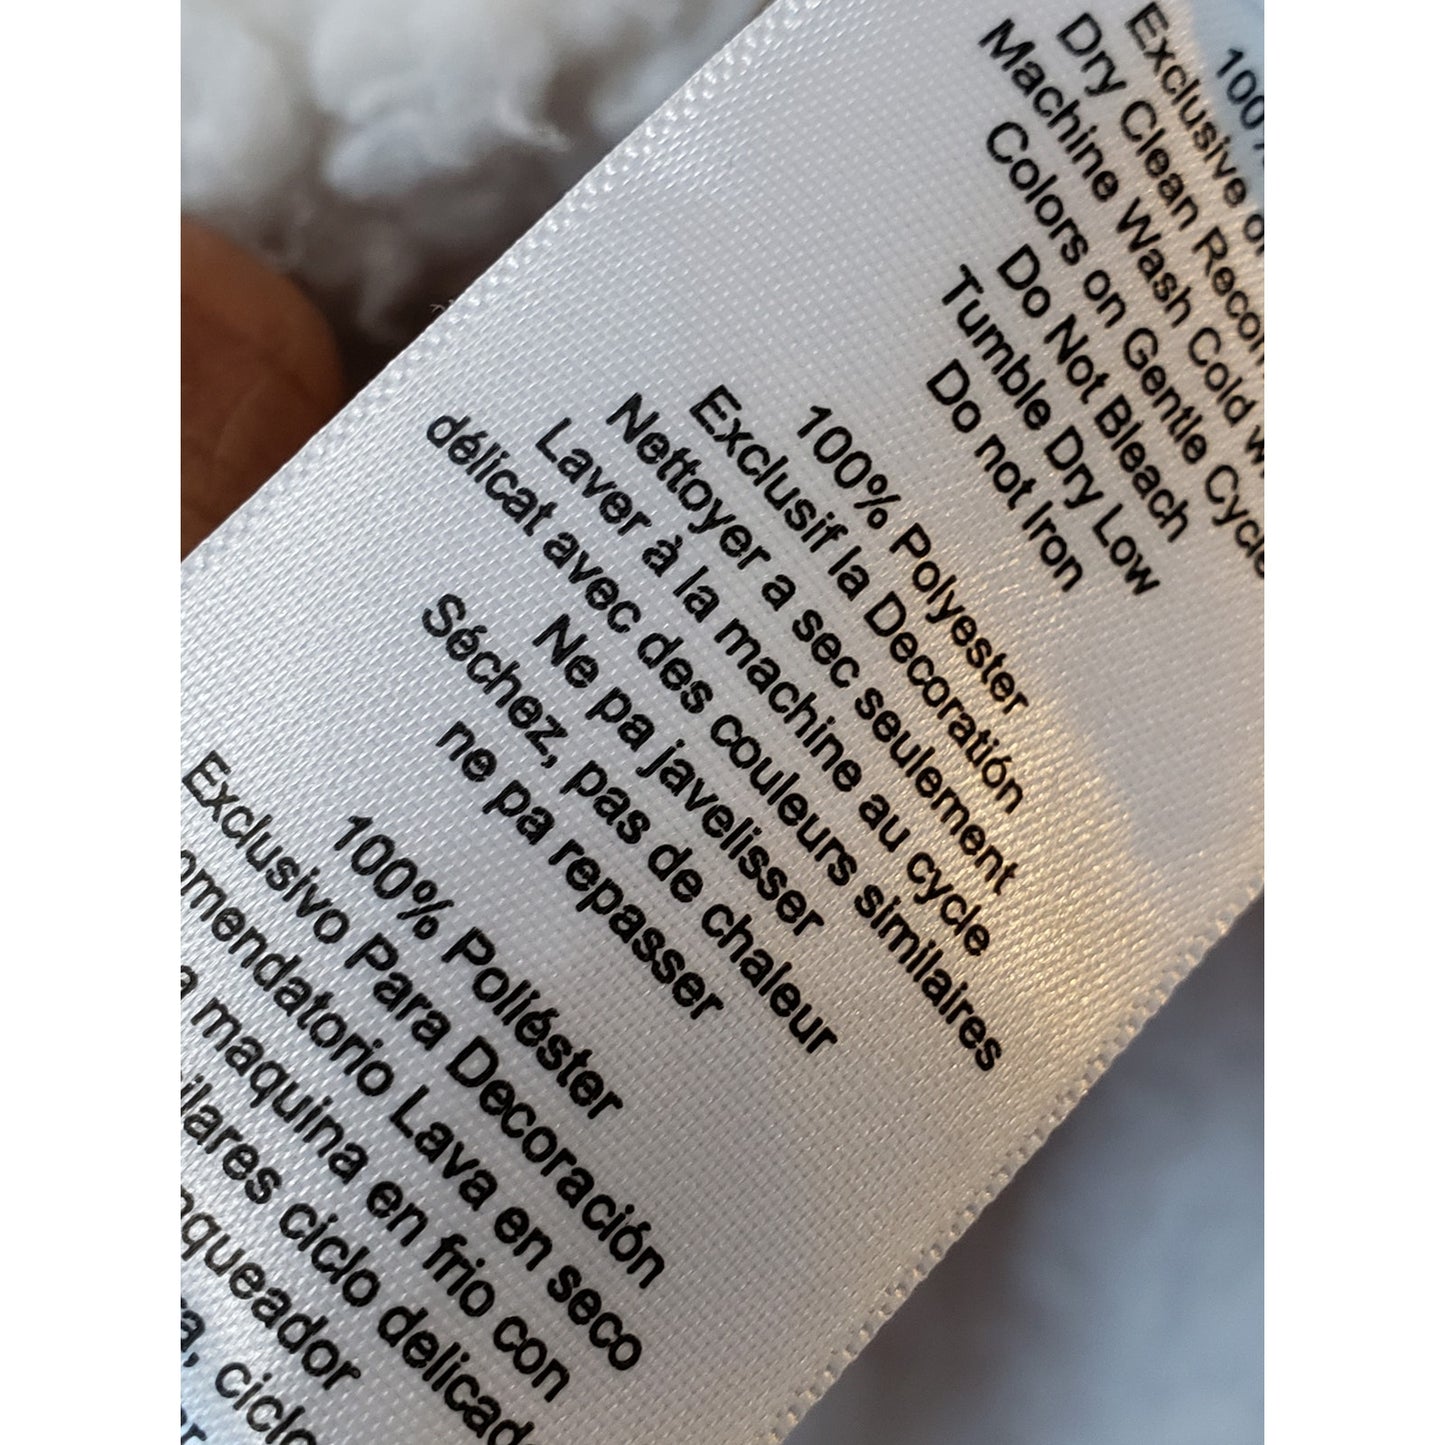 100%
Exclusive
Dry Clean
Machine Wash Cold
Colors on Gentle Cycle
Do Not Bleach
Tumble Dry Low
Do not Iron
100% Polyester
Exclusif la Decoratión
Nettoyer a sec seulement
Laver à la machine au cycle
délicat avec des couleurs similaires
Ne pa javelisser
Séchez, pas de chaleur
ne pa repasser
100% Poliéster
Exclusivo Para Decoración
Lava en seco
maquina en frio con
ciclo